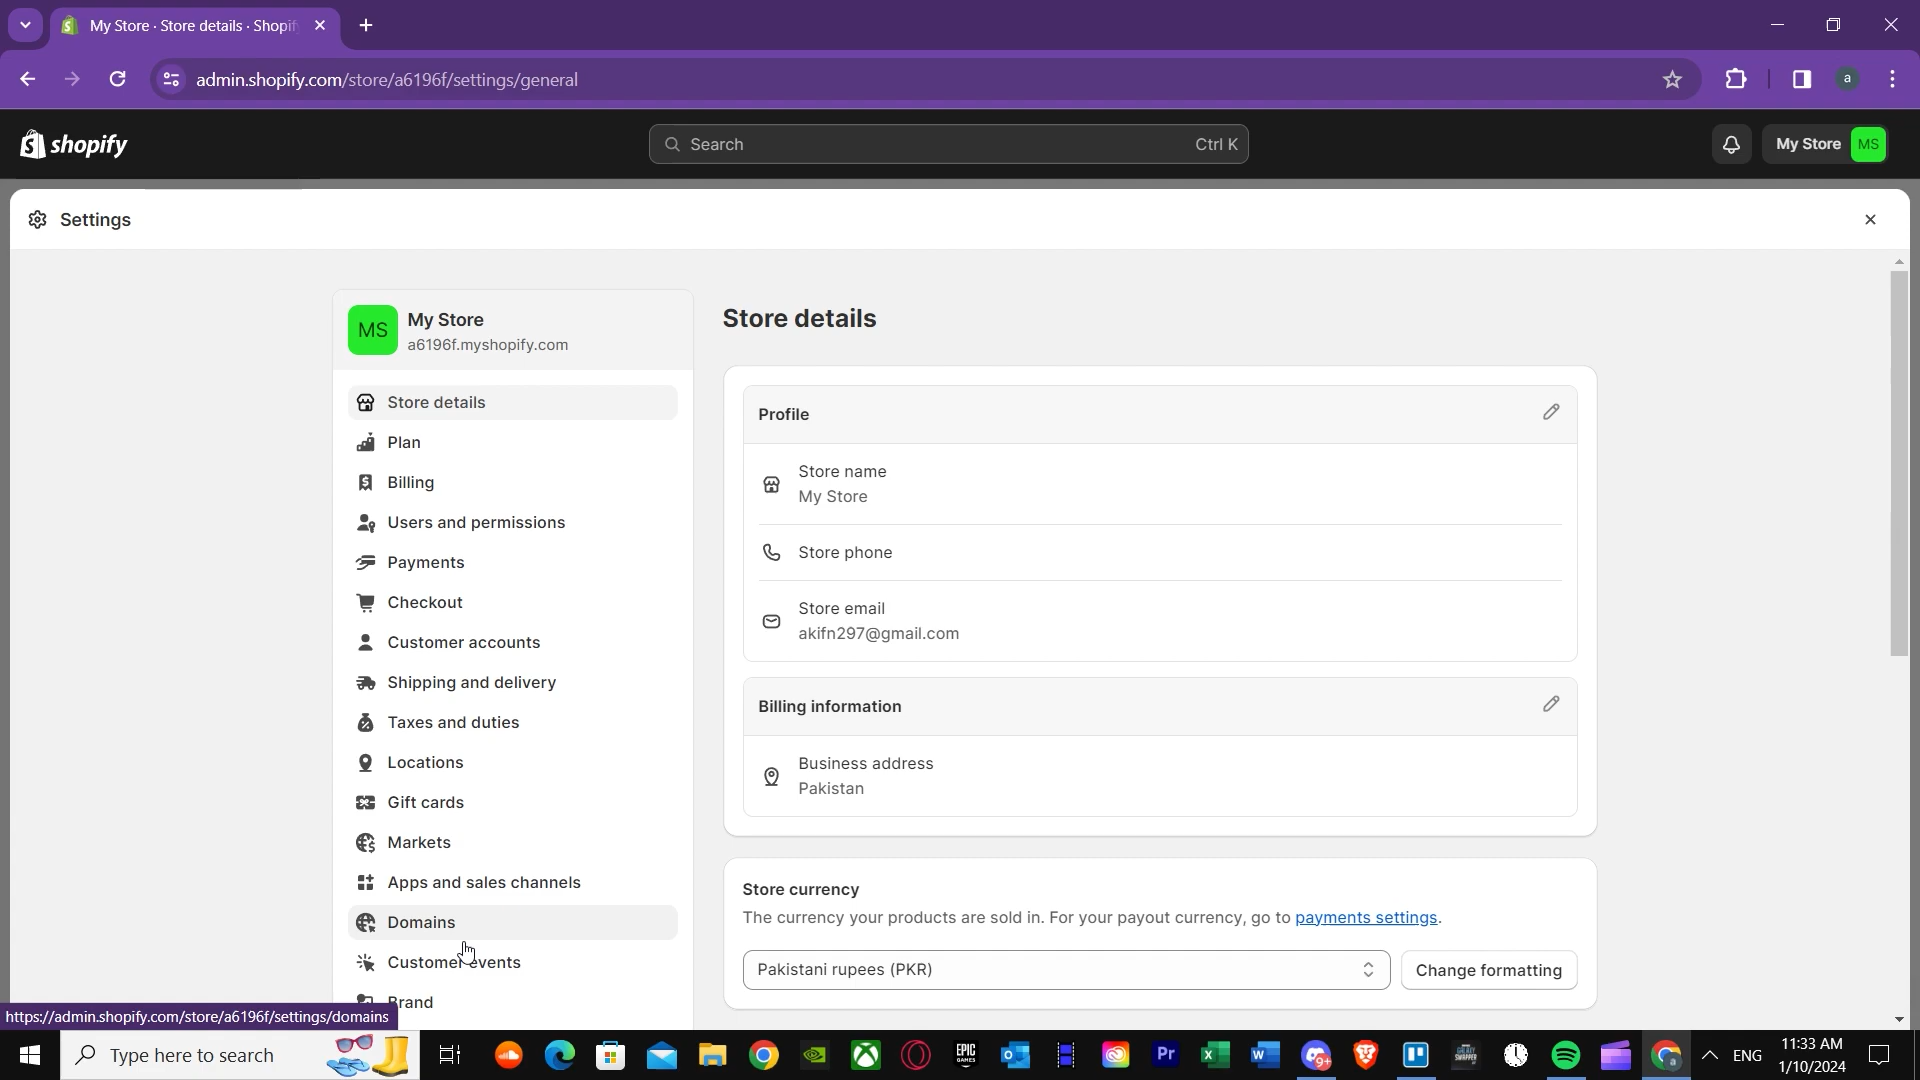 My Store · Store details · Shopif
admin.shopify.com/store/a6196f/settings/general
a
shopify
Search
Ctrl K
My Store
MS
Settings
MS
My Store
a6196f.myshopify.com
Store details
Plan
Billing
Users and permissions
Payments
Checkout
Customer accounts
Shipping and delivery
Taxes and duties
Locations
Gift cards
Markets
Apps and sales channels
Domains
Customer events
Brand
Store details
Profile
Store name
My Store
Store phone
Store email
akifn297@gmail.com
Billing information
Business address
Pakistan
Store currency
The currency your products are sold in. For your payout currency, go to payments settings.
Pakistani rupees (PKR)
Change formatting
https://admin.shopify.com/store/a6196f/settings/domains
Type here to search
EPIC
GAMES
Pr
9+
a
ENG
11:33 AM
1/10/2024